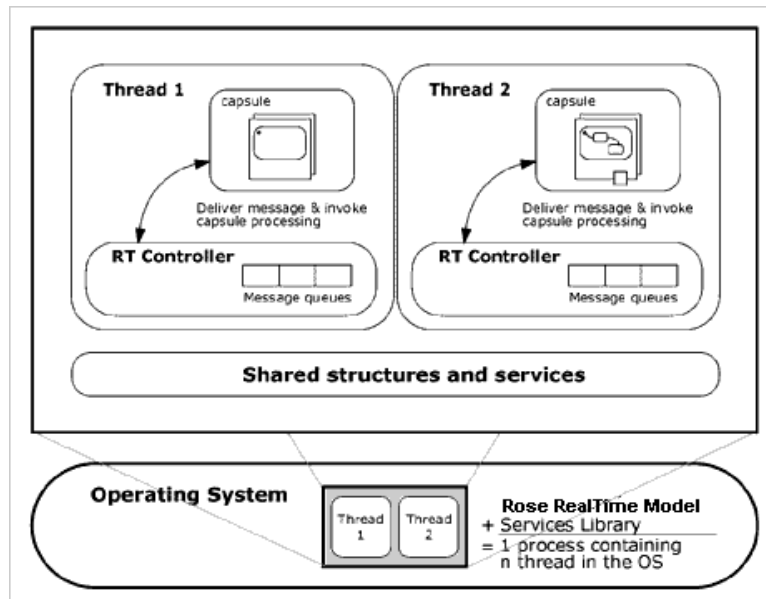 Thread 1
capsule
Deliver message & invoke
capsule processing
RT Controller
Message queues
Thread 2
capsule
Deliver message & invoke
capsule processing
RT Controller
Message queues
Shared structures and services
Operating System
Thread
1
Thread
2
Rose RealTime Model
+ Services Library
= 1 process containing
n thread in the OS